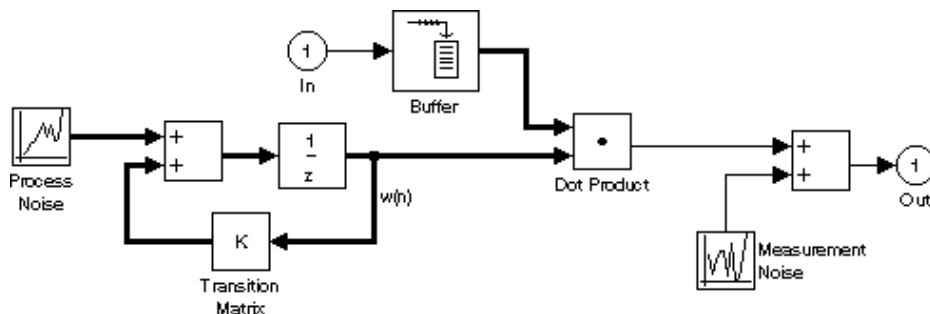 1
In
Buffer
Process
Noise
+
+
1
z
w(n)
K
Transition
Matrix
Dot Product
+
+
1
Out
Measurement
Noise